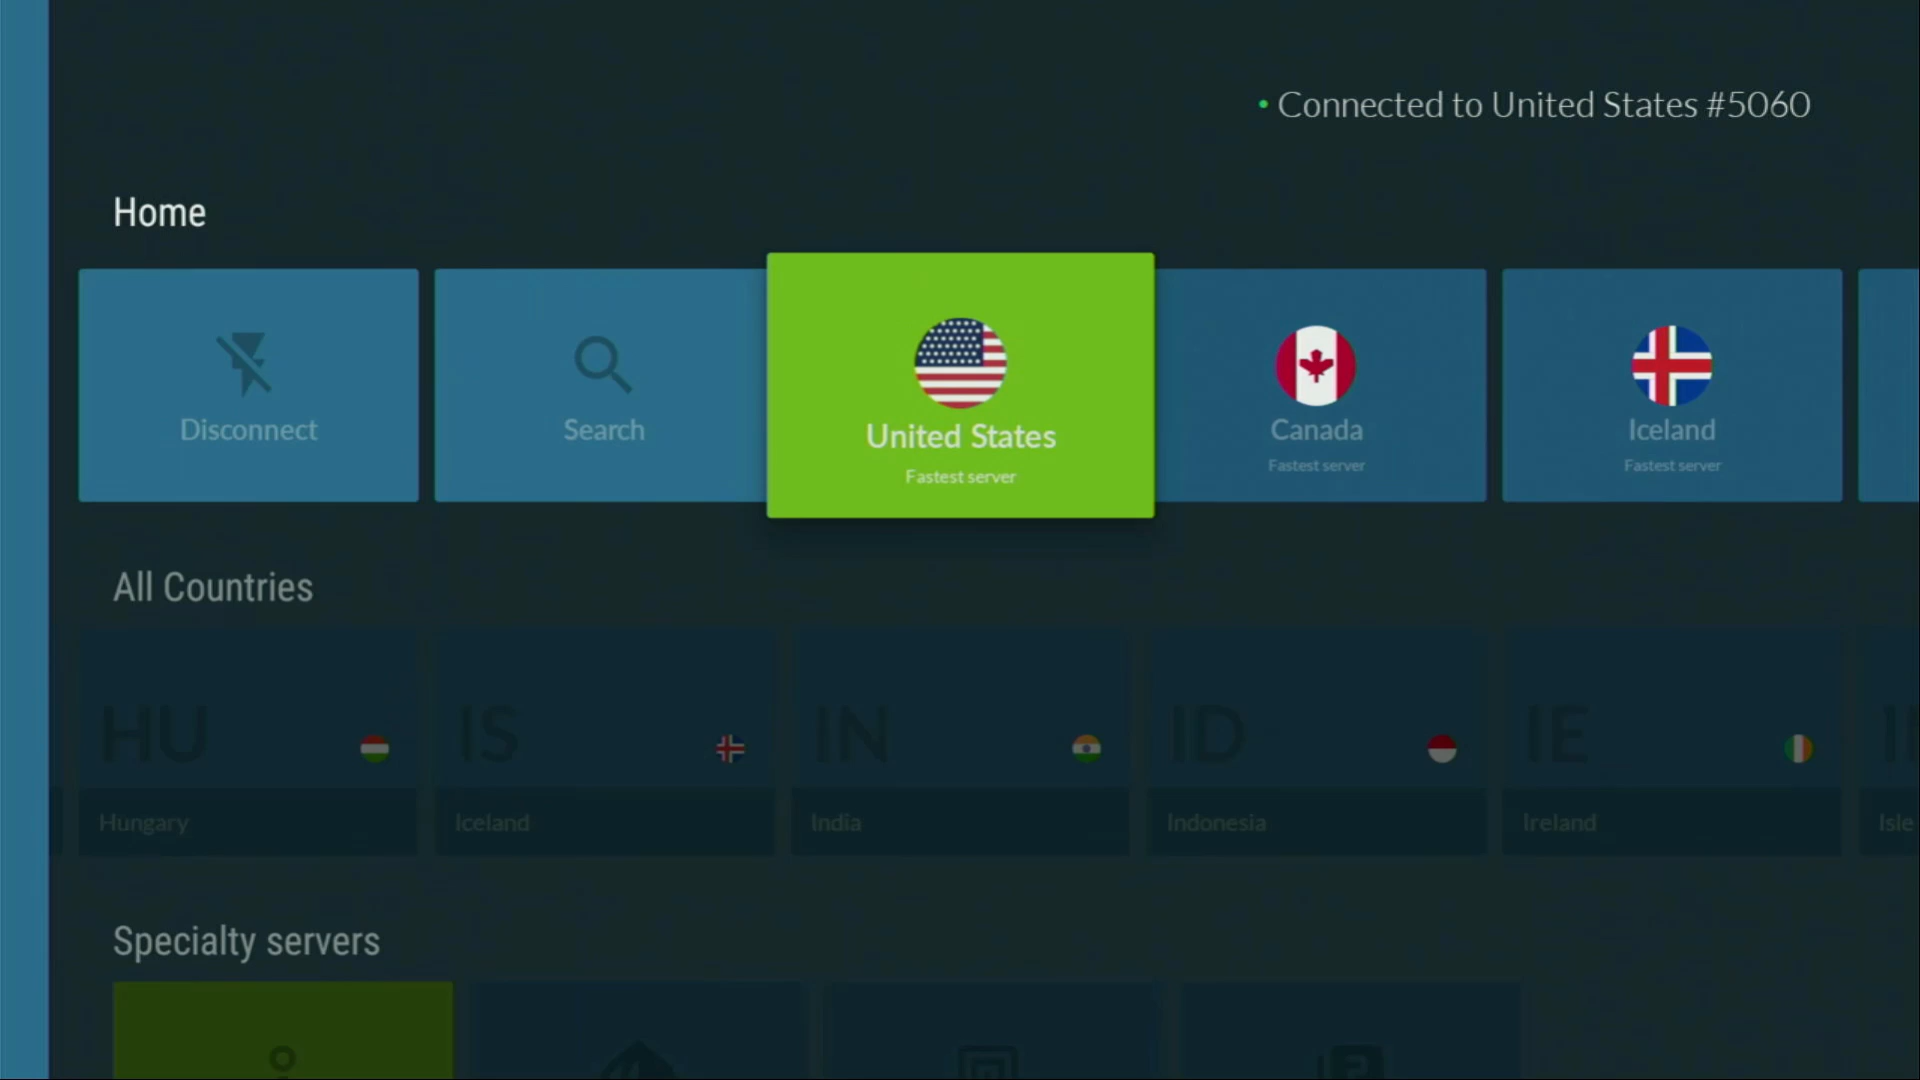 Connected to United States #5060
Home
Disconnect
Search
United States
Fastest server
Canada
Fastest server
Iceland
Fastest server
All Countries
HU
Hungary
IS
Iceland
IN
India
ID
Indonesia
IE
Ireland
Isle
Specialty servers